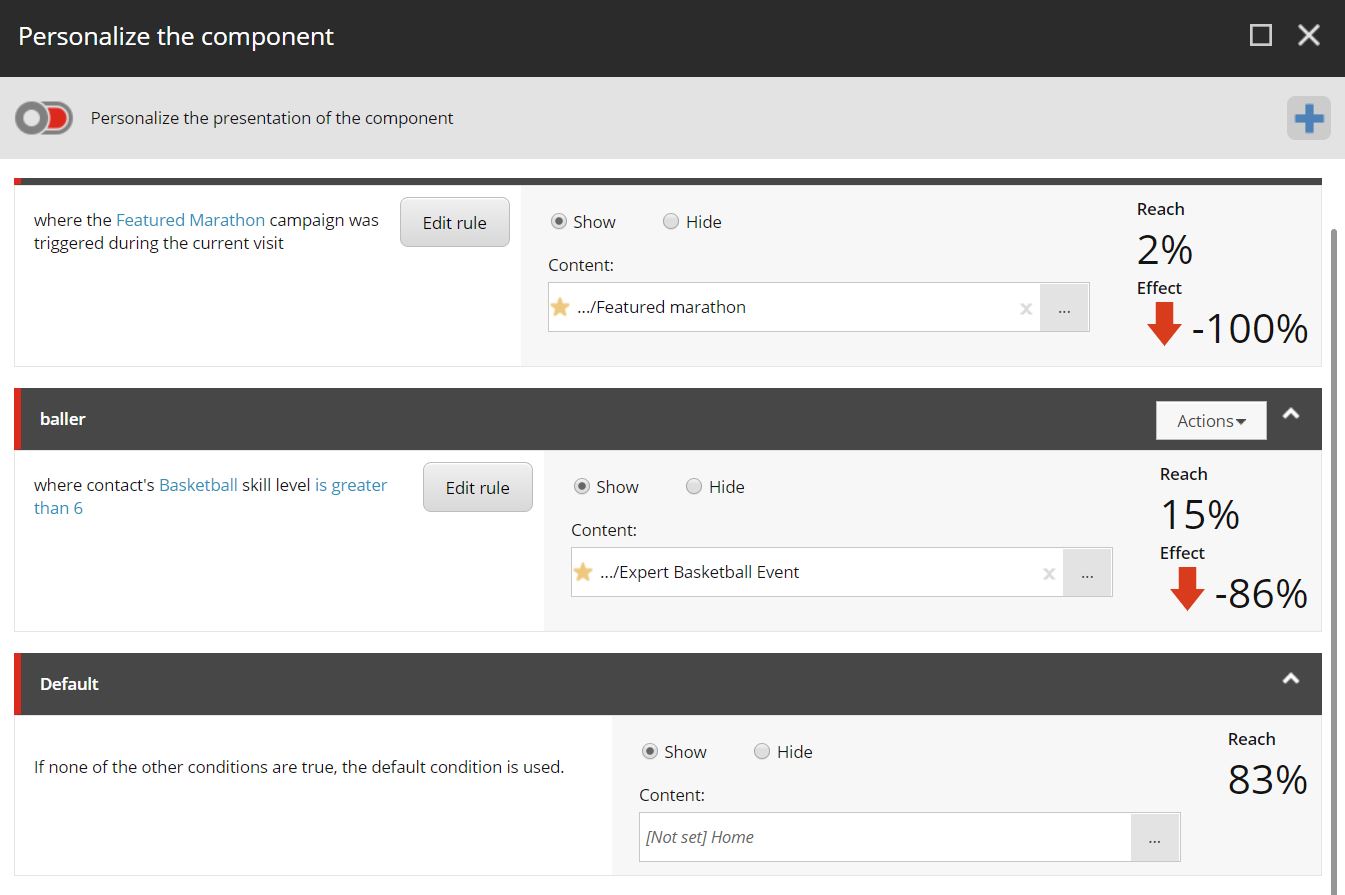 Personalize the component
Personalize the presentation of the component
where the Featured Marathon campaign was
triggered during the current visit
Edit rule
Show
Hide
Content:
.../Featured marathon
x
...
Reach
2%
Effect
-100%
baller
Actions
where contact's Basketball skill level is greater
than 6
Edit rule
Show
Hide
Content:
.../Expert Basketball Event
x
...
Reach
15%
Effect
-86%
Default
If none of the other conditions are true, the default condition is used.
Show
Hide
Content:
[Not set] Home
...
Reach
83%